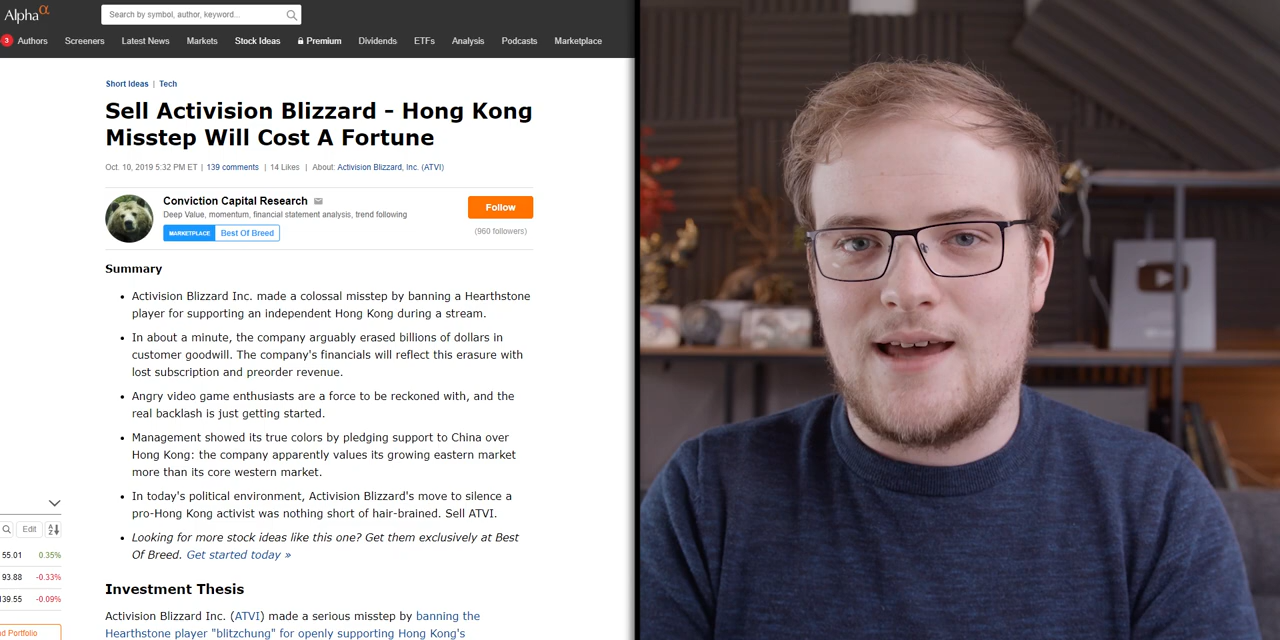 Alpha α
Search by symbol, author, keyword...
3 Authors Screeners Latest News Markets Stock Ideas Premium Dividends ETFs Analysis Podcasts Marketplace
Short Ideas | Tech
Sell Activision Blizzard - Hong Kong
Misstep Will Cost A Fortune
Oct. 10, 2019 5:32 PM ET | 139 comments | 14 Likes | About: Activision Blizzard, Inc. (ATVI)
Conviction Capital Research
Deep Value, momentum, financial statement analysis, trend following
MARKETPLACE Best Of Breed
Follow
(960 followers)
Summary
• Activision Blizzard Inc. made a colossal misstep by banning a Hearthstone
player for supporting an independent Hong Kong during a stream.
• In about a minute, the company arguably erased billions of dollars in
customer goodwill. The company's financials will reflect this erasure with
lost subscription and preorder revenue.
• Angry video game enthusiasts are a force to be reckoned with, and the
real backlash is just getting started.
• Management showed its true colors by pledging support to China over
Hong Kong: the company apparently values its growing eastern market
more than its core western market.
• In today's political environment, Activision Blizzard's move to silence a
pro-Hong Kong activist was nothing short of hair-brained. Sell ATVI.
• Looking for more stock ideas like this one? Get them exclusively at Best
Of Breed. Get started today »
Edit
55.01 0.35%
93.88 -0.33%
139.55 -0.09%
Portfolio
Investment Thesis
Activision Blizzard Inc. (ATVI) made a serious misstep by banning the
Hearthstone player "blitzchung" for openly supporting Hong Kong's